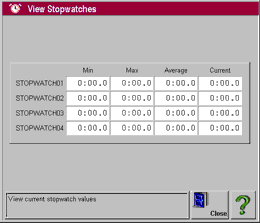 View Stopwatches
Min Max Average Current
STOPWATCH01 0:00.0 0:00.0 0:00.0 0:00.0
STOPWATCH02 0:00.0 0:00.0 0:00.0 0:00.0
STOPWATCH03 0:00.0 0:00.0 0:00.0 0:00.0
STOPWATCH04 0:00.0 0:00.0 0:00.0 0:00.0
View current stopwatch values
Close ?